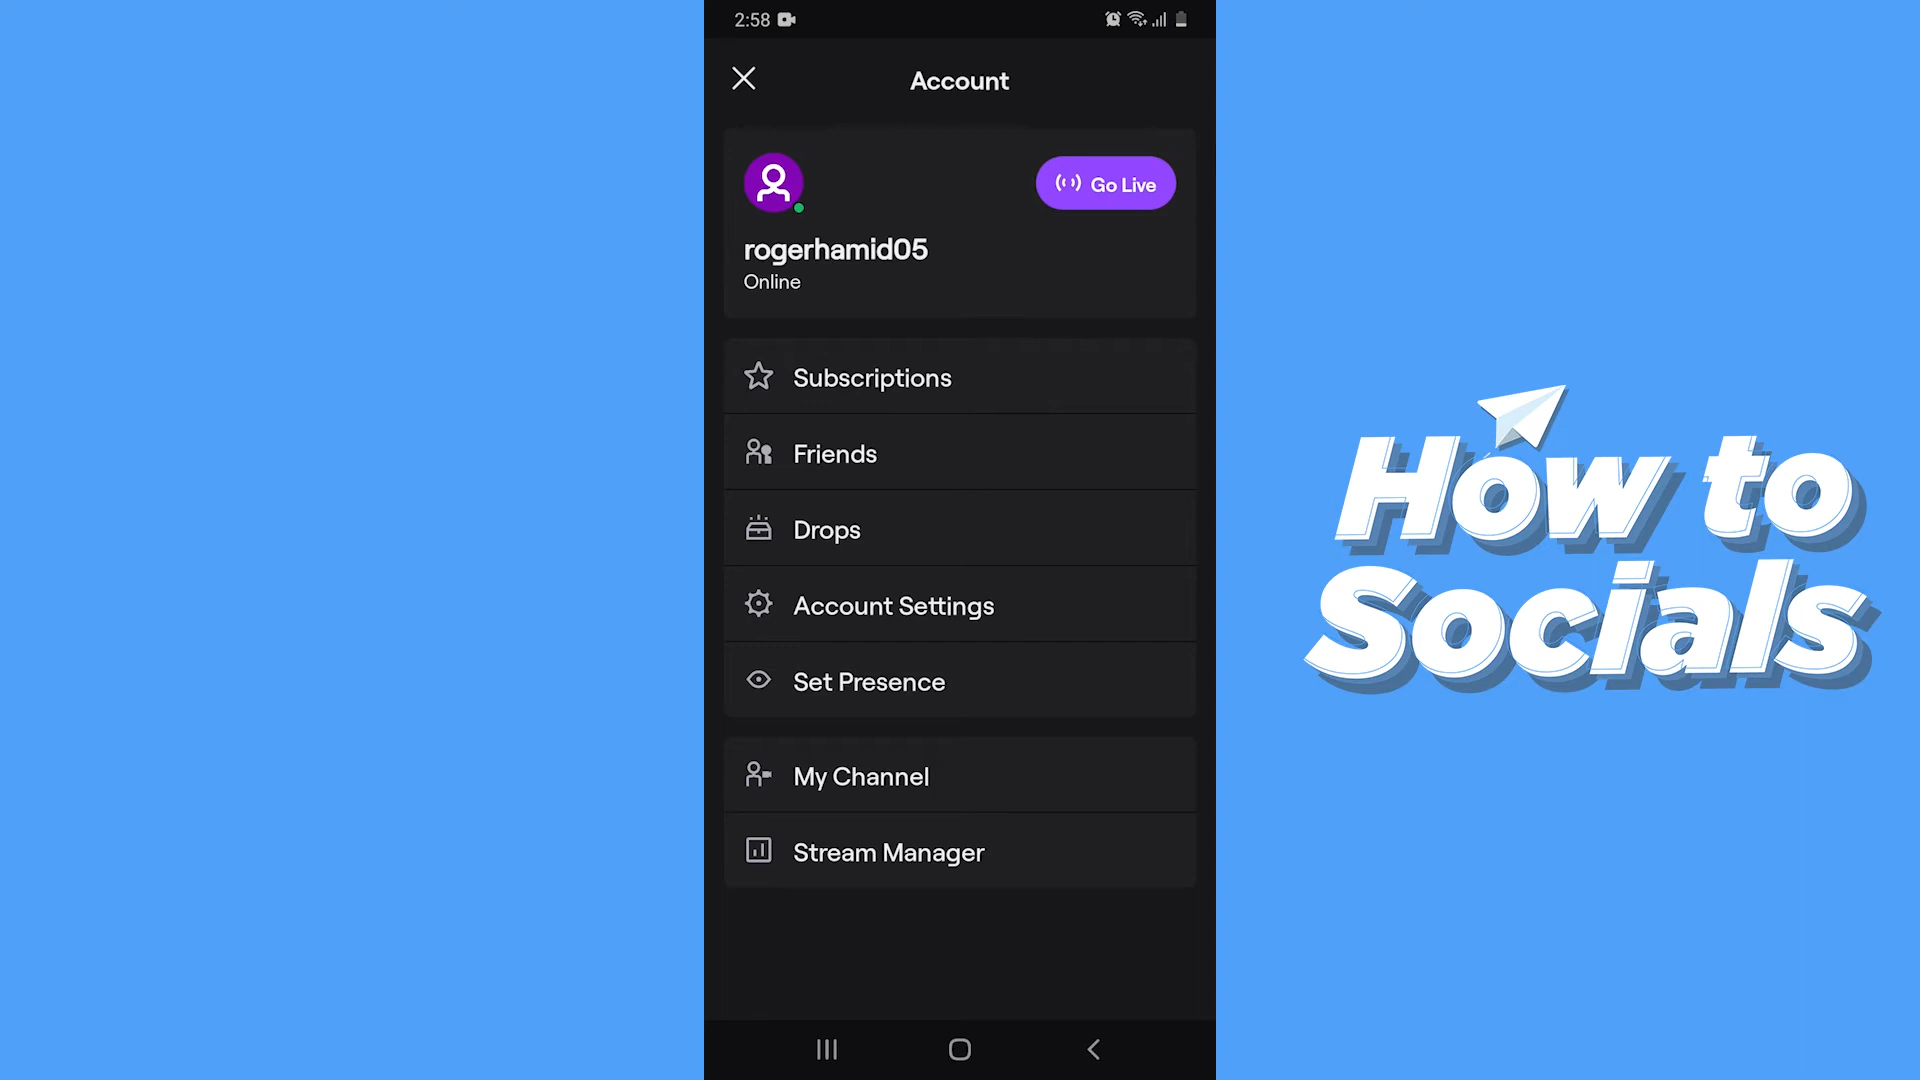 2:58
Account
Go Live
rogerhamid05
Online
Subscriptions
Friends
Drops
Account Settings
Set Presence
My Channel
Stream Manager
How to
Socials